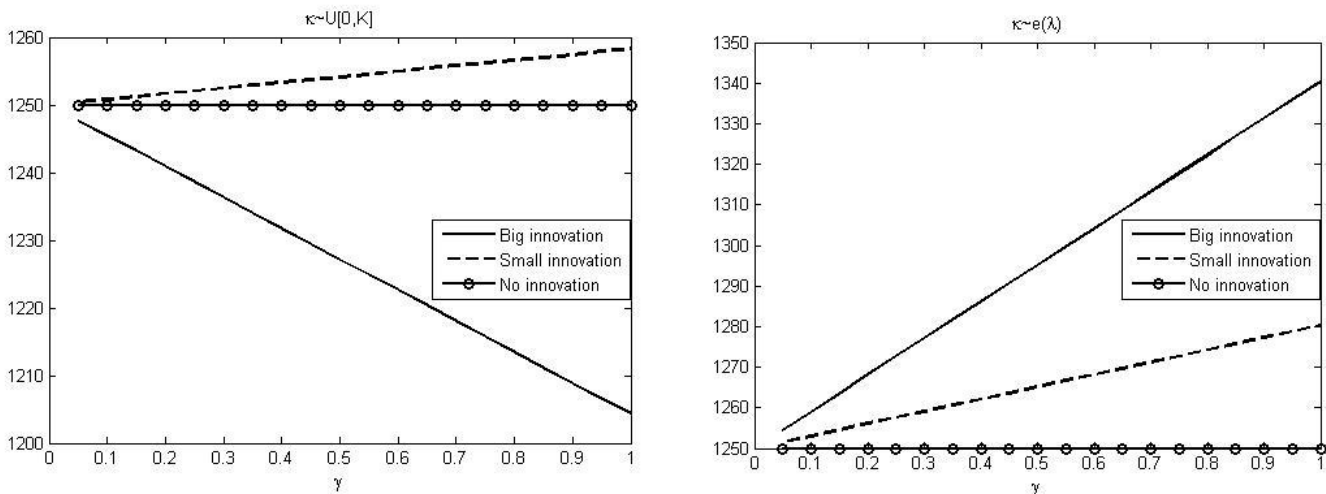 κ~U[0,K]
1260
1250
1240
1230
1220
1210
1200
0 0.1 0.2 0.3 0.4 0.5 0.6 0.7 0.8 0.9 1
γ
Big innovation
Small innovation
No innovation
κ~e(λ)
1350
1340
1330
1320
1310
1300
1290
1280
1270
1260
1250
0 0.1 0.2 0.3 0.4 0.5 0.6 0.7 0.8 0.9 1
γ
Big innovation
Small innovation
No innovation